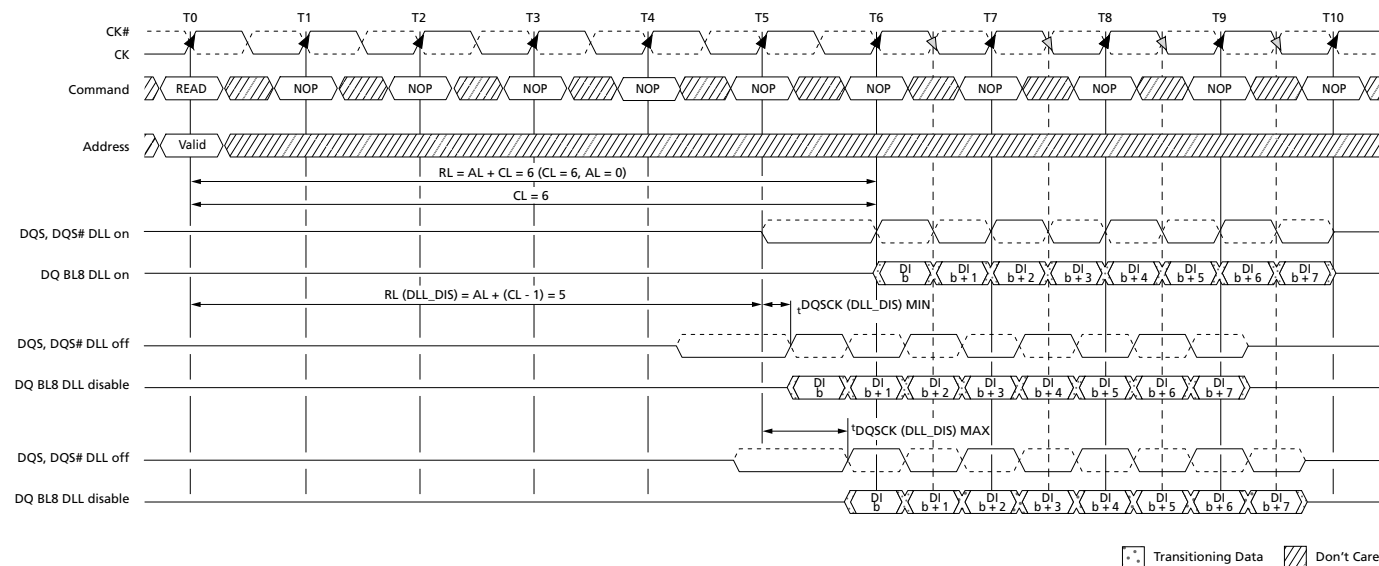 T0 T1 T2 T3 T4 T5 T6 T7 T8 T9 T10
CK#
CK
Command READ NOP NOP NOP NOP NOP NOP NOP NOP NOP NOP
Address Valid
RL = AL + CL = 6 (CL = 6, AL = 0)
CL = 6
DQS, DQS# DLL on
DQ BL8 DLL on DI b DI b + 1 DI b + 2 DI b + 3 DI b + 4 DI b + 5 DI b + 6 DI b + 7
RL (DLL_DIS) = AL + (CL - 1) = 5
tDQSCK (DLL_DIS) MIN
DQS, DQS# DLL off
DQ BL8 DLL disable DI b DI b + 1 DI b + 2 DI b + 3 DI b + 4 DI b + 5 DI b + 6 DI b + 7
tDQSCK (DLL_DIS) MAX
DQS, DQS# DLL off
DQ BL8 DLL disable DI b DI b + 1 DI b + 2 DI b + 3 DI b + 4 DI b + 5 DI b + 6 DI b + 7
Transitioning Data Don't Care